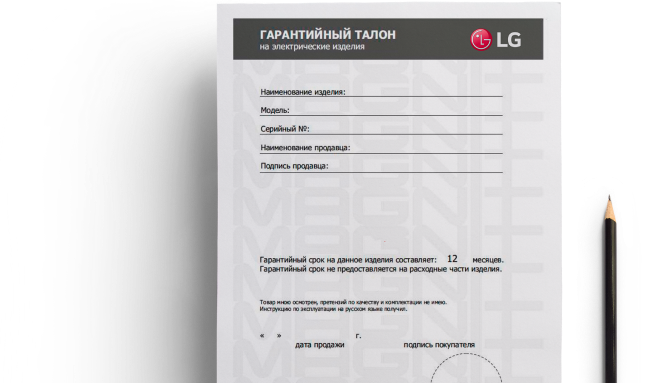 ГАРАНТИЙНЫЙ ТАЛОН
на электрические изделия
LG
Наименование изделия:
Модель:
Серийный №:
Наименование продавца:
Подпись продавца:
Гарантийный срок на данное изделия составляет: 12 месяцев.
Гарантийный срок не предоставляется на расходные части изделия.
Товар мною осмотрен, претензий по качеству и комплектации не имею.
Инструкцию по эксплуатации на русском языке получил.
« » г.
дата продажи подпись покупателя